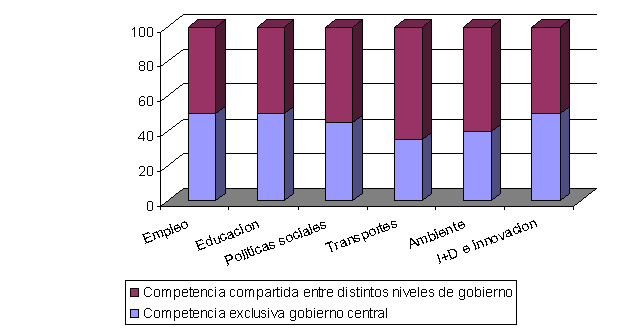 100
80
60
40
20
0
Empleo
Educacion
Politicas sociales
Transportes
Ambiente
I+D e innovacion
Competencia compartida entre distintos niveles de gobierno
Competencia exclusiva gobierno central